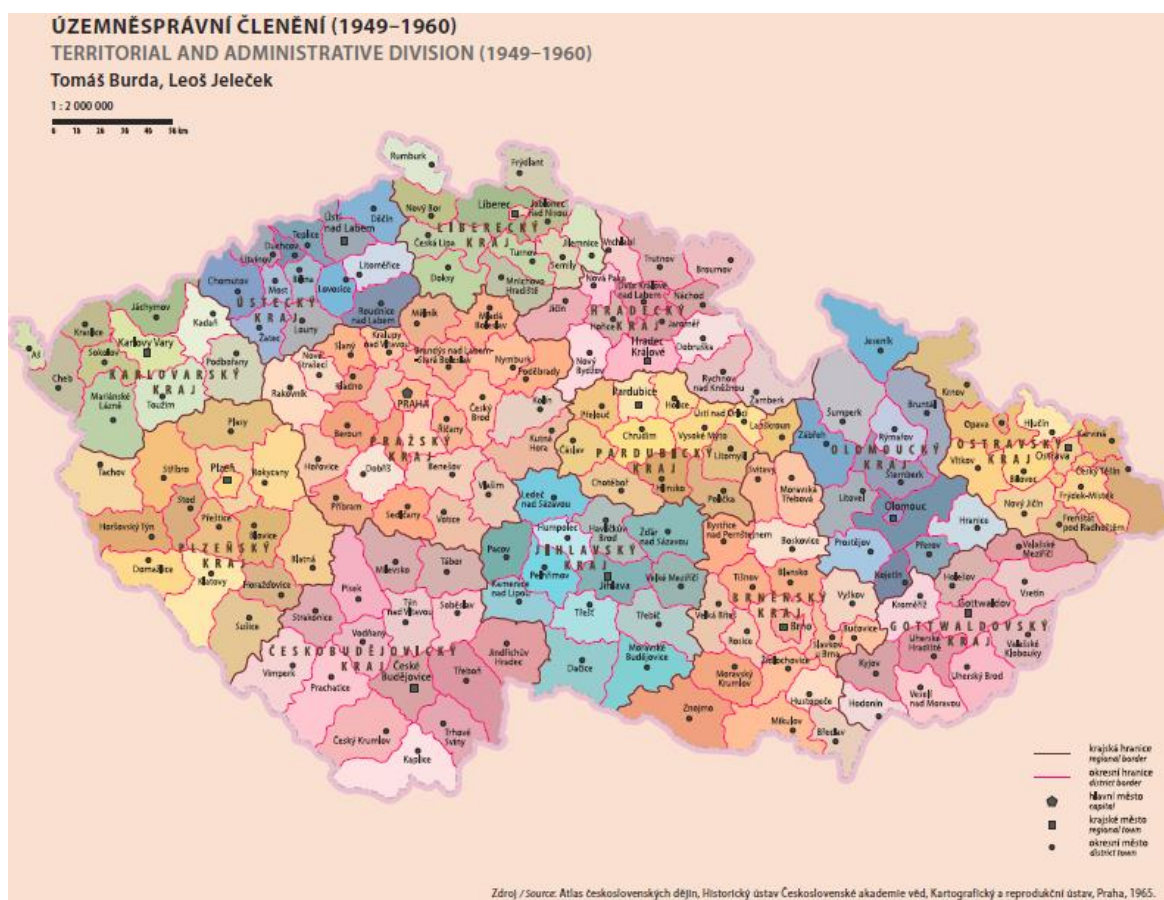 ÚZEMNĚSPRÁVNÍ ČLENĚNÍ (1949–1960)
TERRITORIAL AND ADMINISTRATIVE DIVISION (1949–1960)
Tomáš Burda, Leoš Jeleček
1 : 2 000 000
0 10 20 30 40 50 km
Rumburk
Frýdlant
Nový Bor
Liberec
Jablonec
nad Nisou
Děčín
Ústí
nad Labem
Teplice
Duchcov
Litvínov
LIBERECKÝ
KRAJ
Česká Lípa
Turnov
Jilemnice
Vrchlabí
Semily
Trutnov
Broumov
Litoměřice
Bílina
Most
Lovosice
Chomutov
ÚSTECKÝ
KRAJ
Doksy
Mnichovo
Hradiště
Nová Paka
Dvůr Králové
nad Labem
Náchod
Jáchymov
Kadaň
Roudnice
nad Labem
Jičín
HRADECKÝ
KRAJ
Hořice
Jaroměř
Kraslice
Karlovy Vary
Žatec
Louny
Mělník
Mladá
Boleslav
Hradec
Králové
Dobruška
Aš
Sokolov
Podbořany
Nové
Strašecí
Slaný
Kralupy
nad Vltavou
Brandýs nad Labem
-Stará Boleslav
Nymburk
Nový
Bydžov
Jeseník
Cheb
KARLOVARSKÝ
KRAJ
Rakovník
Kladno
Poděbrady
Rychnov
nad Kněžnou
Mariánské
Lázně
Toužim
PRAHA
Český
Brod
Kolín
Pardubice
Přelouč
Holice
Žamberk
Krnov
Plasy
Beroun
PRAŽSKÝ
KRAJ
Říčany
Kutná
Hora
Čáslav
Chrudim
Vysoké Mýto
Ústí nad Orlicí
Lanškroun
Šumperk
Bruntál
Rýmařov
Opava
Hlučín
Tachov
Stříbro
Plzeň
Rokycany
Hořovice
Dobříš
Benešov
PARDUBICKÝ
KRAJ
Litomyšl
Zábřeh
OLOMOUCKÝ
KRAJ
OSTRAVSKÝ
KRAJ
Ostrava
Karviná
Vlašim
Chotěboř
Hlinsko
Polička
Svitavy
Moravská
Třebová
Šternberk
Litovel
Vítkov
Bílovec
Český Těšín
Stod
Přeštice
Příbram
Sedlčany
Votice
Ledeč
nad Sázavou
Olomouc
Nový Jičín
Frýdek-Místek
Horšovský Týn
Blovice
PLZEŇSKÝ
KRAJ
Humpolec
Havlíčkův
Brod
Žďár
nad Sázavou
Bystřice
nad Pernštejnem
Boskovice
Prostějov
Přerov
Hranice
Frenštát
pod Radhoštěm
Domažlice
Klatovy
Blatná
Milevsko
Tábor
Pacov
JIHLAVSKÝ
KRAJ
Pelhřimov
Jihlava
Velké Meziříčí
Tišnov
Blansko
Kojetín
Valašské
Meziříčí
Horažďovice
Písek
Kamenice
nad Lipou
BRNĚNSKÝ
KRAJ
Vyškov
Kroměříž
Holešov
Vsetín
Sušice
Strakonice
Týn
nad Vltavou
Soběslav
Třešť
Třebíč
Velká Bíteš
Rosice
Brno
Bučovice
Slavkov
u Brna
Gottwaldov
GOTTWALDOVSKÝ
KRAJ
Vodňany
ČESKOBUDĚJOVICKÝ
KRAJ
Jindřichův
Hradec
Dačice
Moravské
Budějovice
Židlochovice
Kyjov
Uherské
Hradiště
Valašské
Klobouky
Vimperk
Prachatice
České
Budějovice
Třeboň
Moravský
Krumlov
Hustopeče
Hodonín
Veselí
nad Moravou
Uherský Brod
Znojmo
Mikulov
Břeclav
Český Krumlov
Trhové
Sviny
Kaplice
krajská hranice
regional border
okresní hranice
district border
hlavní město
capital
krajské město
regional town
okresní město
district town
Zdroj / Source: Atlas československých dějin, Historický ústav Československé akademie věd, Kartografický a reprodukční ústav, Praha, 1965.